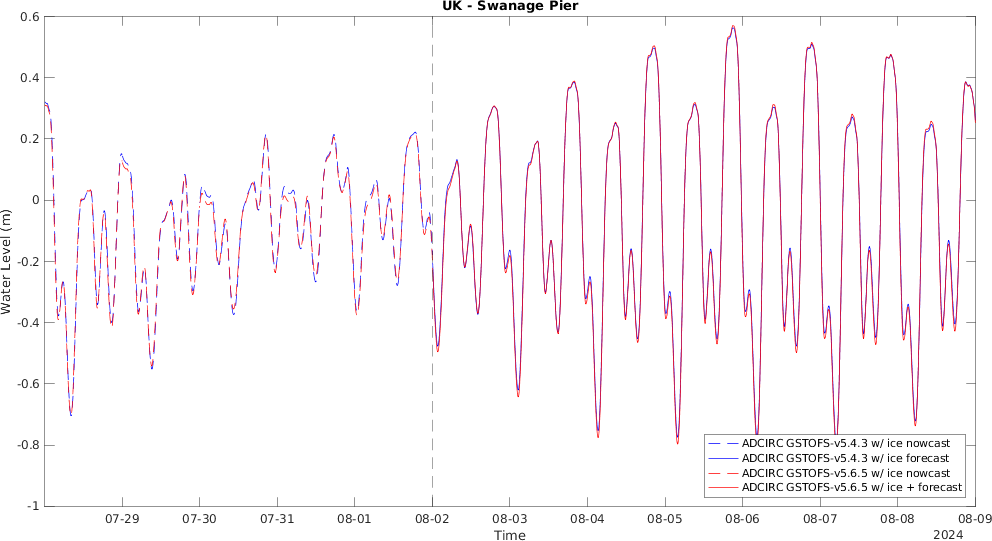 UK - Swanage Pier
0.6
0.4
0.2
0
-0.2
-0.4
-0.6
-0.8
-1
Water Level (m)
ADCIRC GSTOFS-v5.4.3 w/ ice nowcast
ADCIRC GSTOFS-v5.4.3 w/ ice forecast
ADCIRC GSTOFS-v5.6.5 w/ ice nowcast
ADCIRC GSTOFS-v5.6.5 w/ ice + forecast
07-29 07-30 07-31 08-01 08-02 08-03 08-04 08-05 08-06 08-07 08-08 08-09
Time
2024